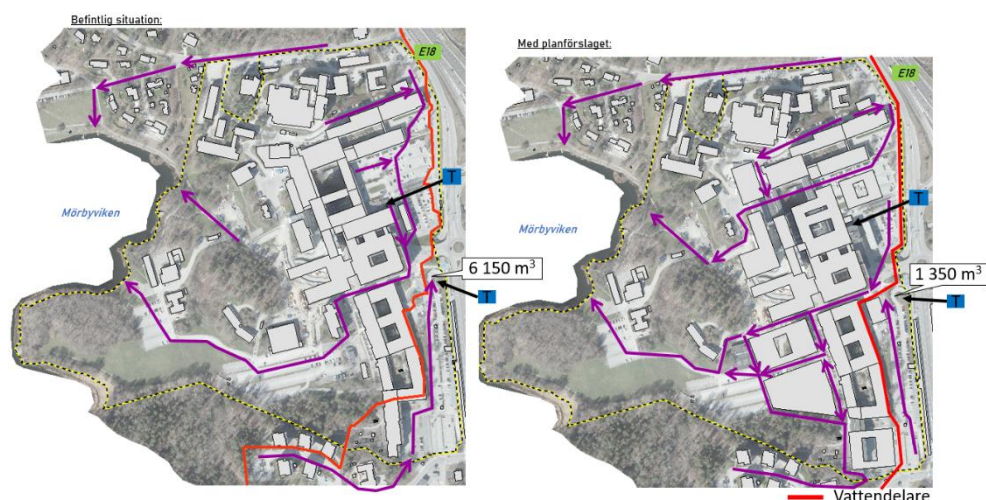 Befintlig situation:
E18
Mörbyviken
T
6 150 m³
T
Med planförslaget:
E18
Mörbyviken
T
1 350 m³
T
Vattendelare